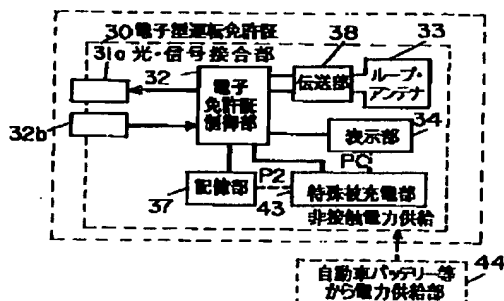 30 電子型運転免許証
31a 光・信号接合部
32
電子
免許証
制御部
38
伝送部
33
ループ・
アンテナ
32b
表示部
34
PC
37
記憶部
P2
43
特殊被充電部
非接触電力供給
自動車バッテリー等
から電力供給部
44